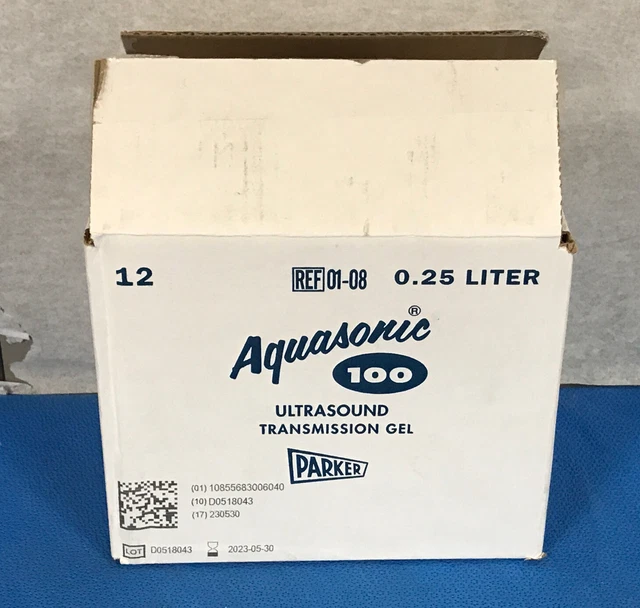 12 REF 01-08 0.25 LITER
Aquasonic®
100
ULTRASOUND
TRANSMISSION GEL
PARKER
(01) 10855683006040
(10) D0518043
(17) 230530
LOT D0518043 2023-05-30